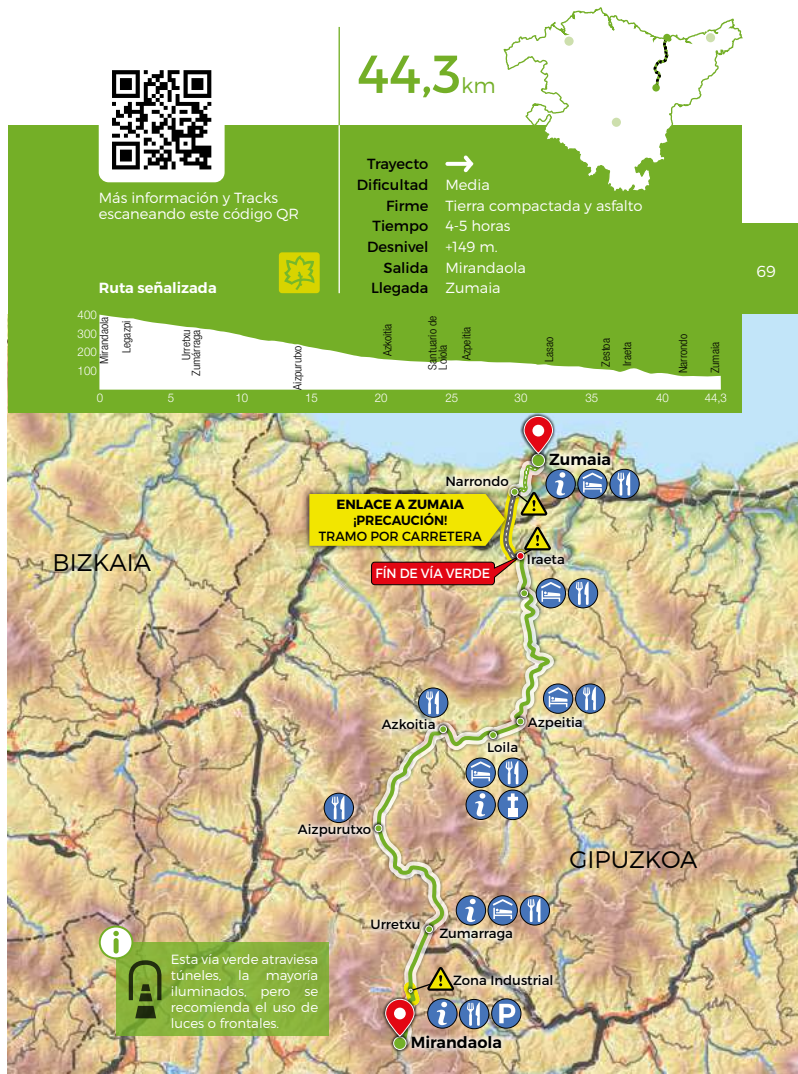 44,3km
Más información y Tracks
escaneando este código QR
Ruta señalizada
Trayecto
Dificultad Media
Firme Tierra compactada y asfalto
Tiempo 4-5 horas
Desnivel +149 m.
Salida Mirandaola
Llegada Zumaia
69
400
300
200
100
Mirandaola
Legazpi
Urretxu
Zumárraga
Aizpurutxo
Azkoitia
Santuario de
Loiola
Azpeitia
Lasao
Zestoa
Iraeta
Narrondo
Zumaia
0 5 10 15 20 25 30 35 40 44,3
Zumaia
Narrondo
ENLACE A ZUMAIA
¡PRECAUCIÓN!
TRAMO POR CARRETERA
Iraeta
FÍN DE VÍA VERDE
BIZKAIA
Azpeitia
Azkoitia
Loila
Aizpurutxo
GIPUZKOA
Urretxu
Zumarraga
Zona Industrial
P
Mirandaola
Esta vía verde atraviesa
túneles, la mayoría
iluminados, pero se
recomienda el uso de
luces o frontales.